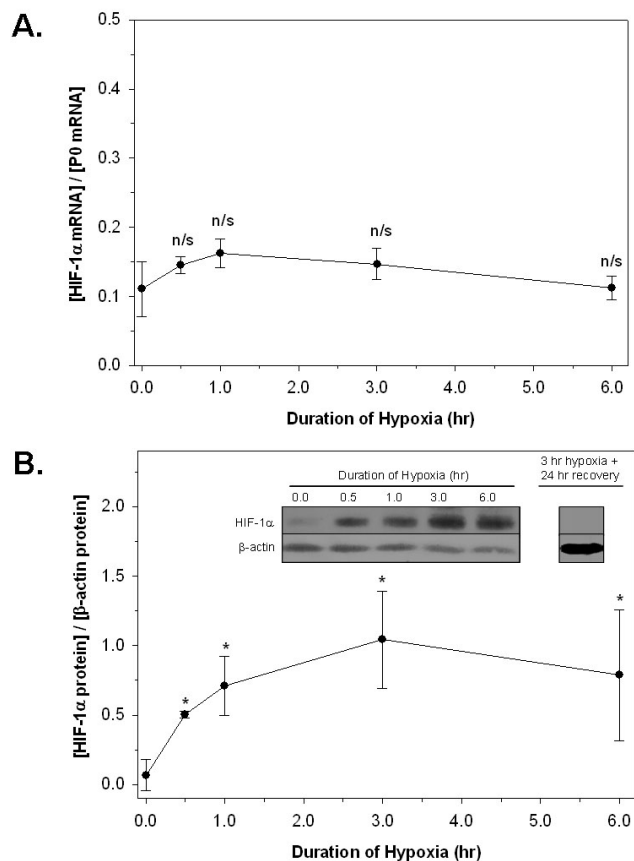 A.
[HIF-1α mRNA] / [P0 mRNA]
0.5
0.4
0.3
0.2
0.1
0.0
n/s
n/s
n/s
n/s
0.0 1.0 2.0 3.0 4.0 5.0 6.0
Duration of Hypoxia (hr)
B.
[HIF-1α protein] / [β-actin protein]
2.0
1.5
1.0
0.5
0.0
Duration of Hypoxia (hr)
0.0 0.5 1.0 3.0 6.0
3 hr hypoxia +
24 hr recovery
HIF-1α
β-actin
*
*
*
*
0.0 1.0 2.0 3.0 4.0 5.0 6.0
Duration of Hypoxia (hr)